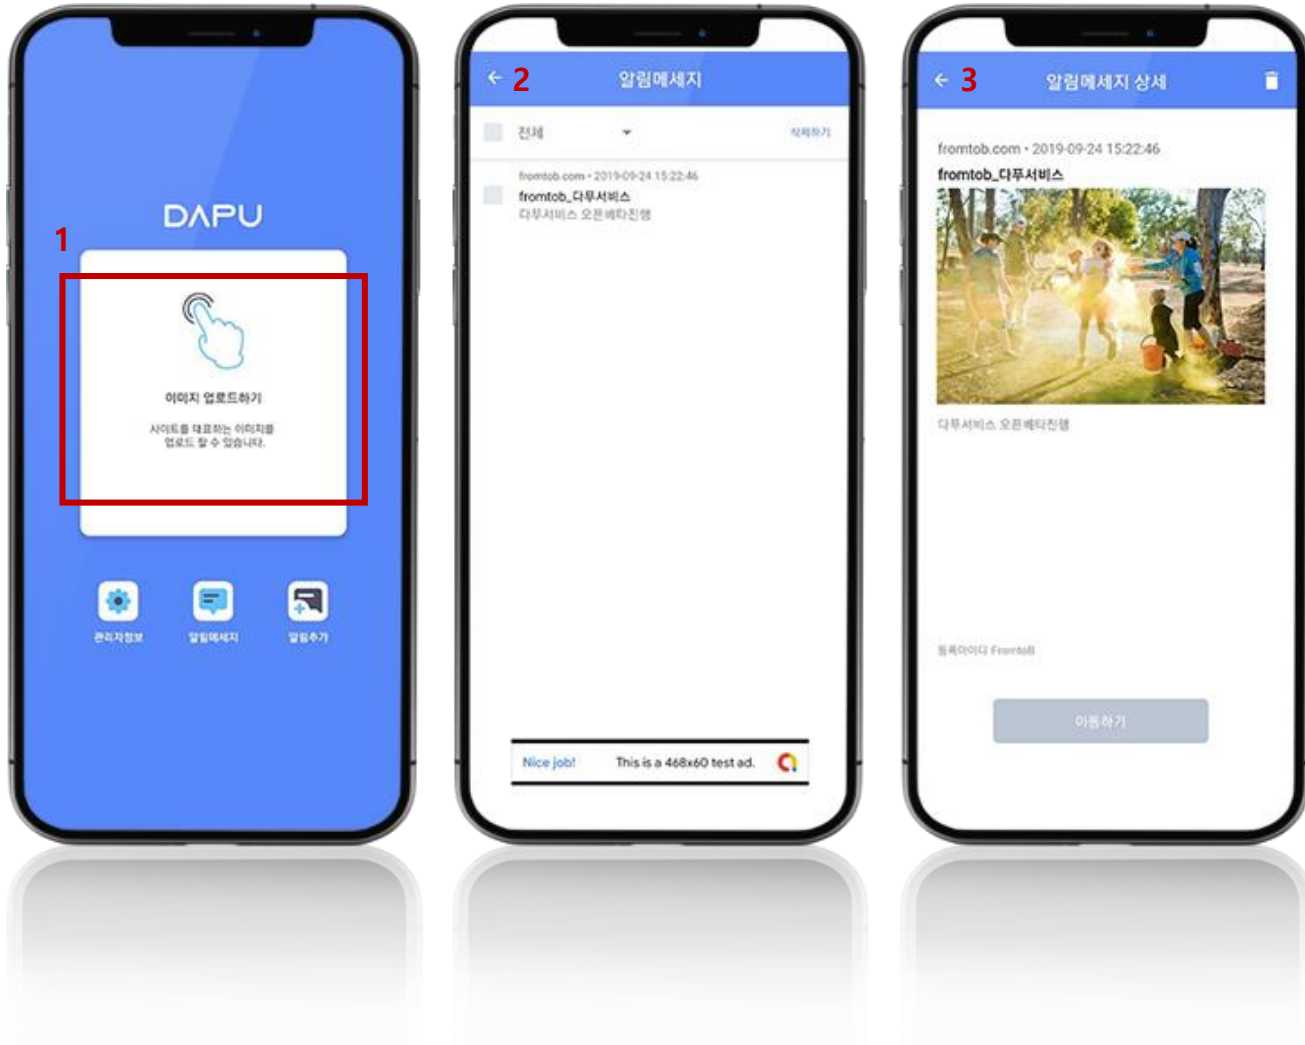 DAPU
1
이미지 업로드하기
사이트를 대표하는 이미지를
업로드 할 수 있습니다.
관리자정보
알림메세지
알림추가
2
알림메세지
전체
삭제하기
fromtob.com • 2019-09-24 15:22:46
fromtob_다푸서비스
다푸서비스 오픈베타진행
Nice job!
This is a 468x60 test ad.
3
알림메세지 상세
fromtob.com • 2019-09-24 15:22:46
fromtob_다푸서비스
다푸서비스 오픈베타진행
등록아이디 FromtoB
이동하기